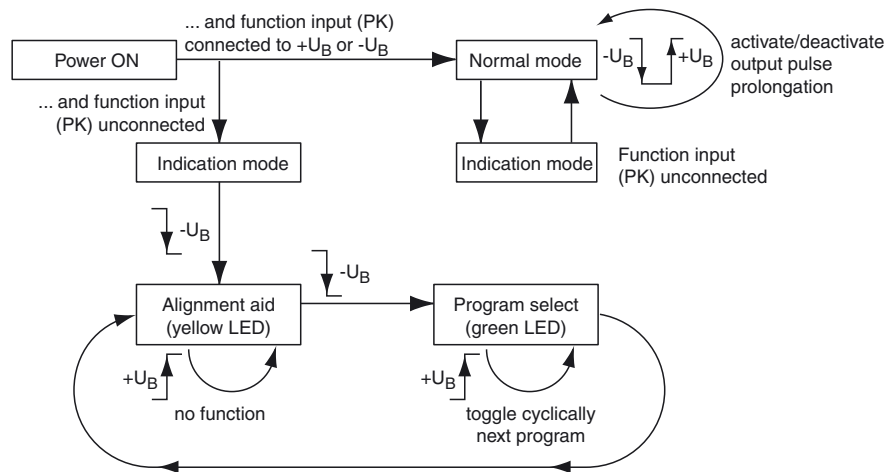 ... and function input (PK)
connected to +UB or -UB
Power ON
Normal mode
-UB
+UB
activate/deactivate
output pulse
prolongation
... and function input
(PK) unconnected
Indication mode
Indication mode
Function input
(PK) unconnected
-UB
-UB
Alignment aid
(yellow LED)
Program select
(green LED)
+UB
no function
+UB
toggle cyclically
next program